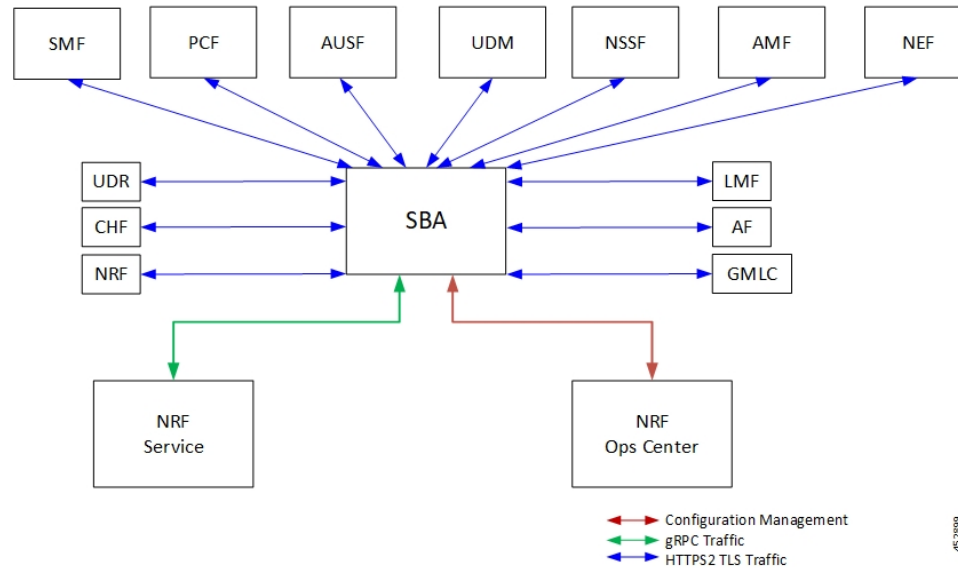 SMF
PCF
AUSF
UDM
NSSF
AMF
NEF
UDR
CHF
NRF
SBA
LMF
AF
GMLC
NRF
Service
NRF
Ops Center
Configuration Management
gRPC Traffic
HTTPS2 TLS Traffic
452899